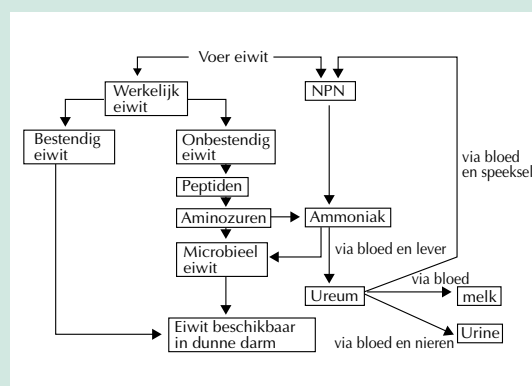 Voer eiwit
Werkelijk
eiwit
NPN
Bestendig
eiwit
Onbestendig
eiwit
via bloed
en speeksel
Peptiden
Aminozuren
Ammoniak
Microbieel
eiwit
via bloed en lever
via bloed
Ureum
melk
Eiwit beschikbaar
in dunne darm
via bloed en nieren
Urine